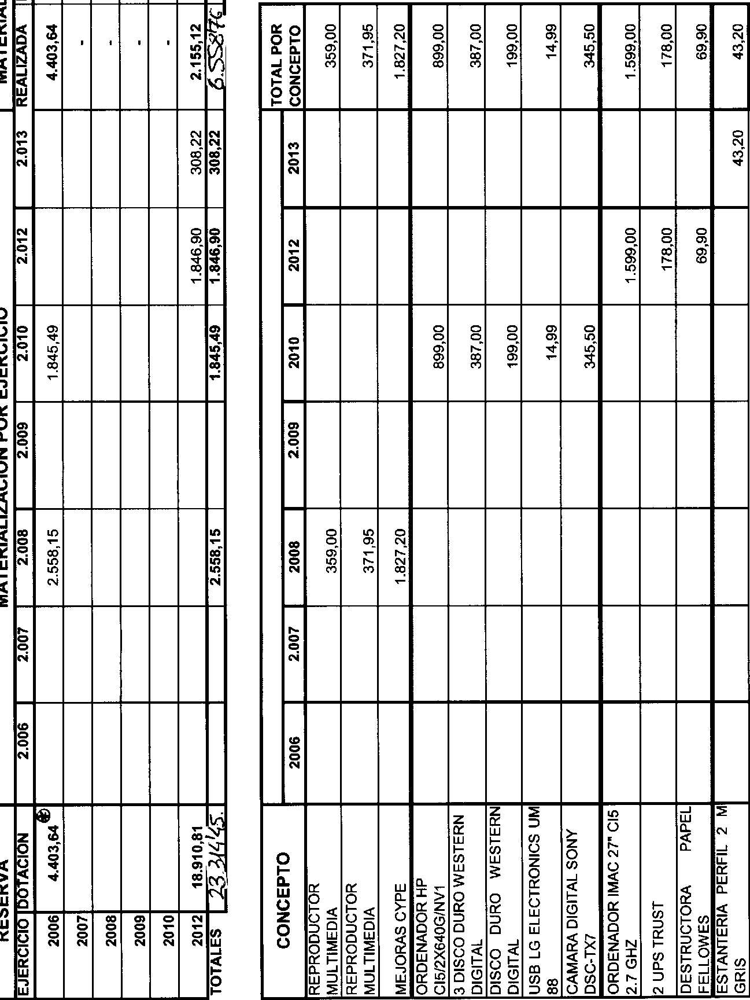 RESERVA MATERIALIZACION POR EJERCICIO MATERIAL
EJERCICIO DOTACION 2.006 2.007 2.008 2.009 2.010 2.012 2.013 REALIZADA
2006 4.403,64 2.558,15 1.845,49 4.403,64
2007 -
2008 -
2009 -
2010 -
2012 18.910,81 1.846,90 308,22 2.155,12
TOTALES 23.314'45. 2.558,15 1.845,49 1.846,90 308,22 6.558'76
CONCEPTO 2006 2.007 2008 2.009 2010 2012 2013 TOTAL POR
CONCEPTO
REPRODUCTOR
MULTIMEDIA 359,00 359,00
REPRODUCTOR
MULTIMEDIA 371,95 371,95
MEJORAS CYPE 1.827,20 1.827,20
ORDENADOR HP
CI5/2X640G/NV1 899,00 899,00
3 DISCO DURO WESTERN
DIGITAL 387,00 387,00
DISCO DURO WESTERN
DIGITAL 199,00 199,00
USB LG ELECTRONICS UM
88 14,99 14,99
CAMARA DIGITAL SONY
DSC-TX7 345,50 345,50
ORDENADOR IMAC 27" CI5
2.7 GHZ 1.599,00 1.599,00
2 UPS TRUST 178,00 178,00
DESTRUCTORA PAPEL
FELLOWES 69,90 69,90
ESTANTERIA PERFIL 2 M
GRIS 43,20 43,20